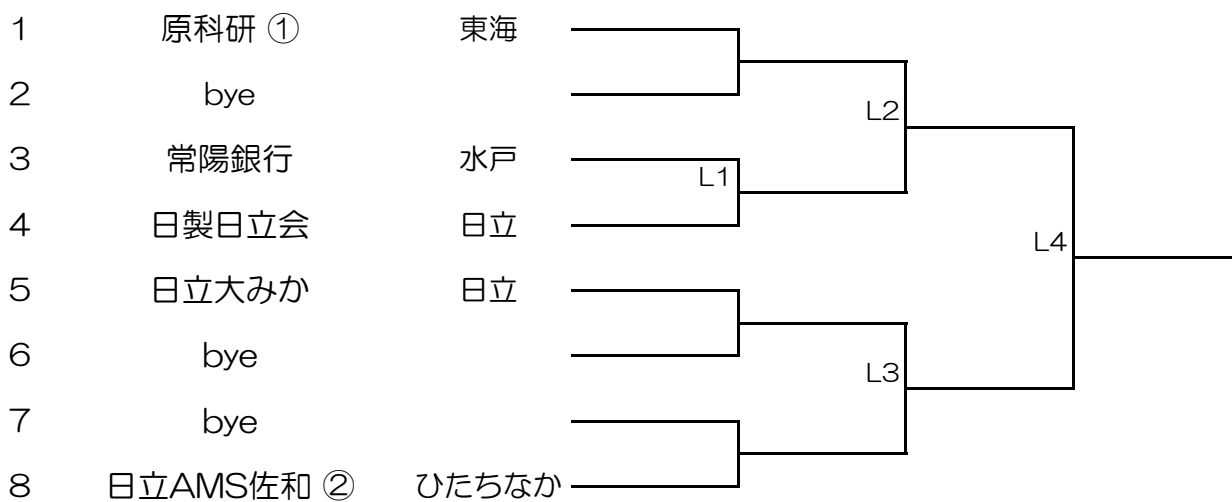 １ 原科研 ① 東海
２ bye
L2
３ 常陽銀行 水戸
L1
４ 日製日立会 日立
L4
５ 日立大みか 日立
６ bye
L3
７ bye
８ 日立AMS佐和 ② ひたちなか